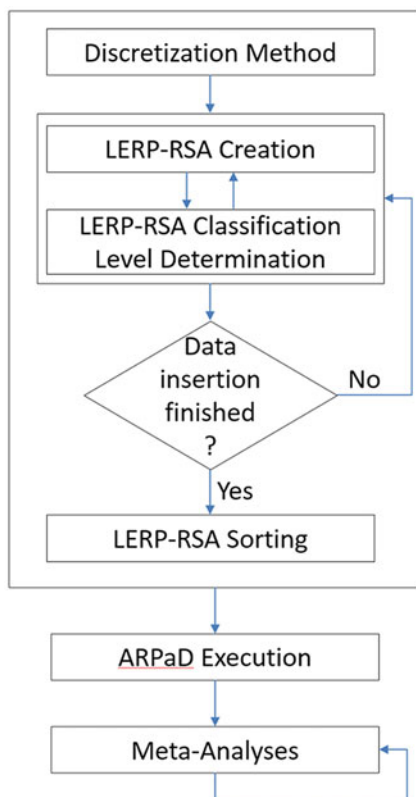 Discretization Method
LERP-RSA Creation
LERP-RSA Classification
Level Determination
Data
insertion
finished
?
No
Yes
LERP-RSA Sorting
ARPaD Execution
Meta-Analyses